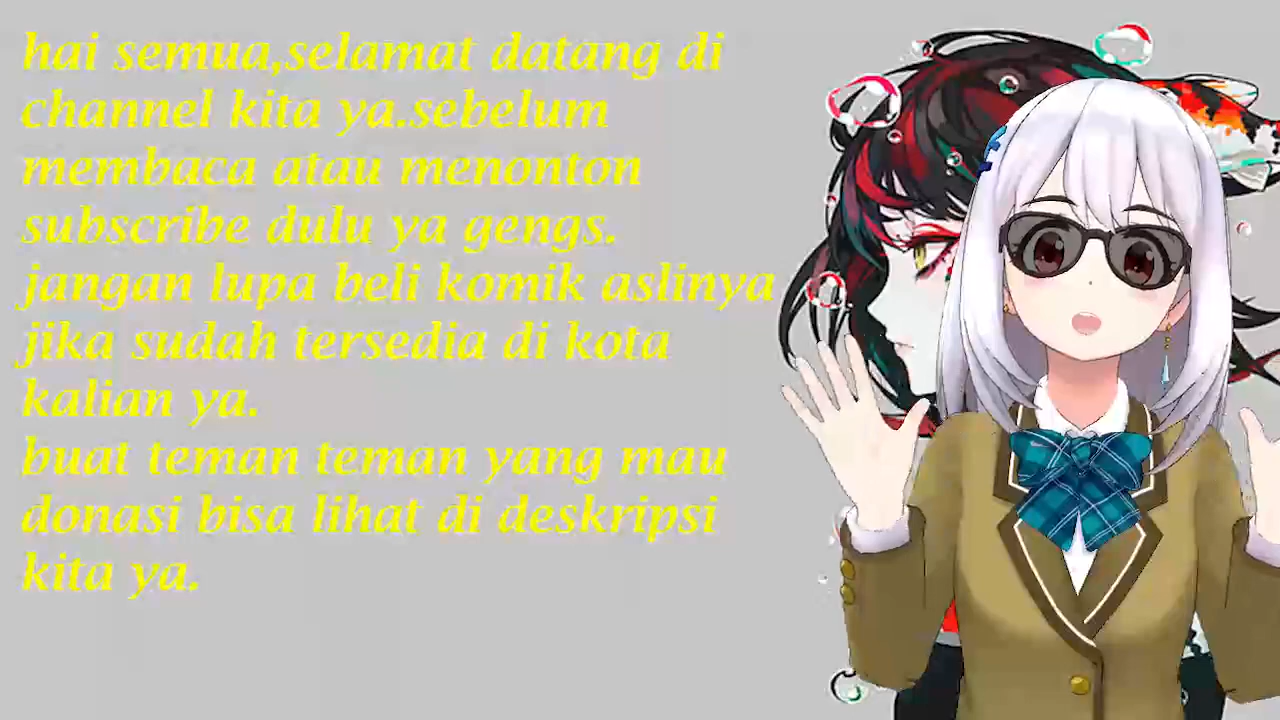 hai semua,selamat datang di
channel kita ya.sebelum
membaca atau menonton
subscribe dulu ya gengs.
jangan lupa beli komik aslinya
jika sudah tersedia di kota
kalian ya.
buat teman teman yang mau
donasi bisa lihat di deskripsi
kita ya.